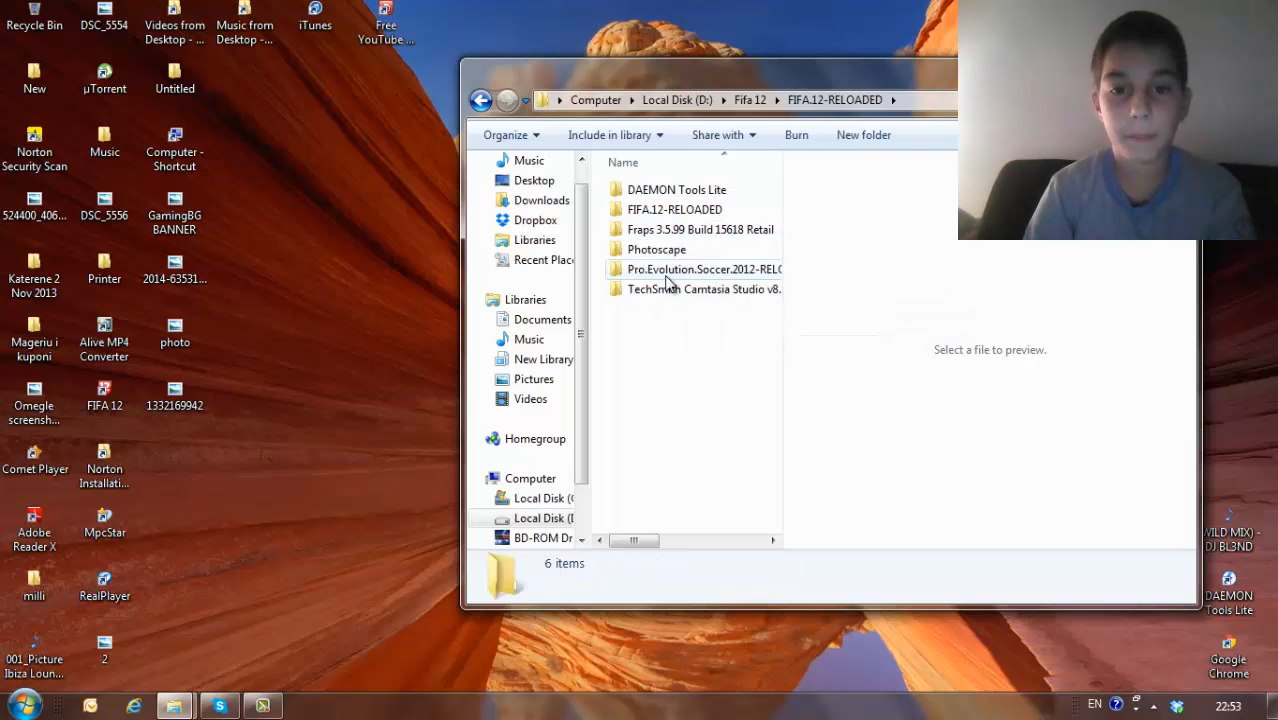 Recycle Bin
DSC_5554
Videos from
Desktop - ...
Music from
Desktop -...
iTunes
Free
YouTube ...
New
µTorrent
Untitled
Norton
Security Scan
Music
Computer -
Shortcut
524400_406...
DSC_5556
GamingBG
BANNER
Katerene 2
Nov 2013
Printer
2014-63531...
Mageriu i
kuponi
Alive MP4
Converter
photo
Omegle
screensh...
FIFA 12
1332169942
Comet Player
Norton
Installati...
Adobe
Reader X
MpcStar
milli
RealPlayer
001_Picture
Ibiza Loun...
2
Computer
Local Disk (D:)
Fifa 12
FIFA.12-RELOADED
Organize
Include in library
Share with
Burn
New folder
Music
Desktop
Downloads
Dropbox
Libraries
Recent Plac
Libraries
Documents
Music
New Library
Pictures
Videos
Homegroup
Computer
Local Disk (C
Local Disk (D
BD-ROM Dr
Name
DAEMON Tools Lite
FIFA.12-RELOADED
Fraps 3.5.99 Build 15618 Retail
Photoscape
Pro.Evolution.Soccer.2012-RELO
TechSmith Camtasia Studio v8.
Select a file to preview.
6 items
WILD MIX) -
DJ BL3ND
DAEMON
Tools Lite
Google
Chrome
EN
22:53